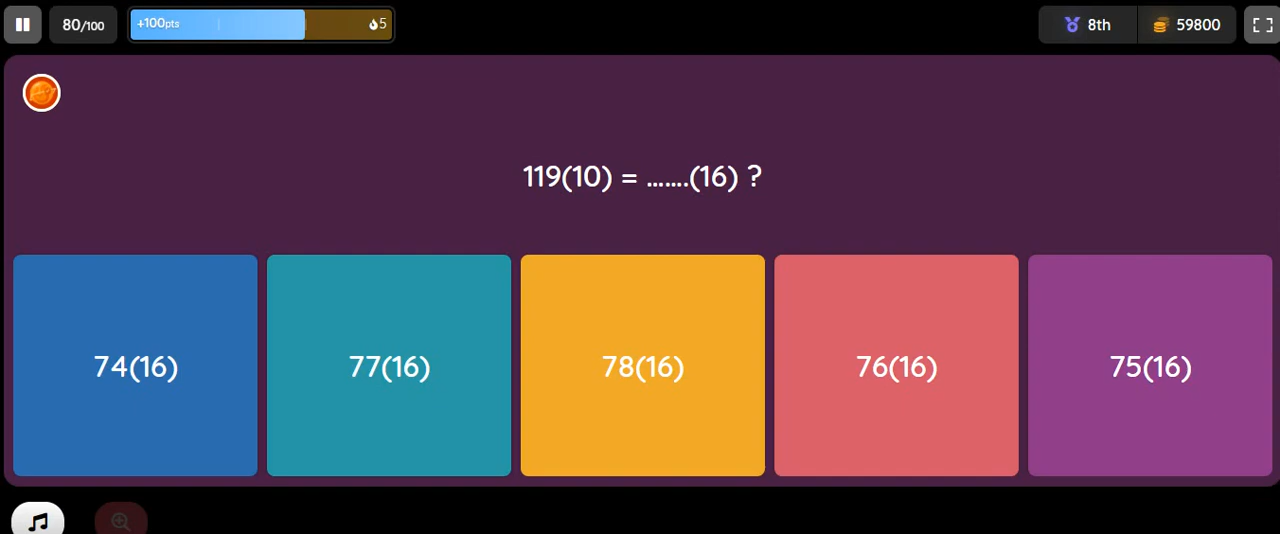 80/100
+100pts
5
8th
59800
119(10) = .......(16) ?
74(16)
77(16)
78(16)
76(16)
75(16)